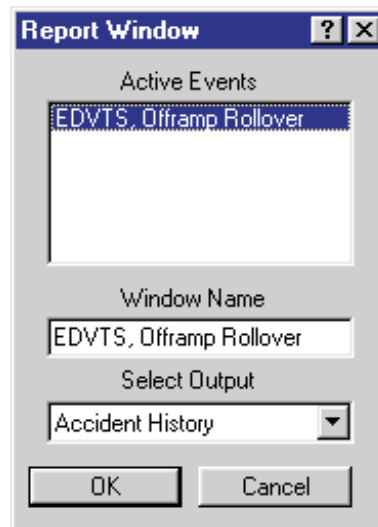 Report Window
Active Events
EDVTS, Offramp Rollover
Window Name
EDVTS, Offramp Rollover
Select Output
Accident History
OK Cancel